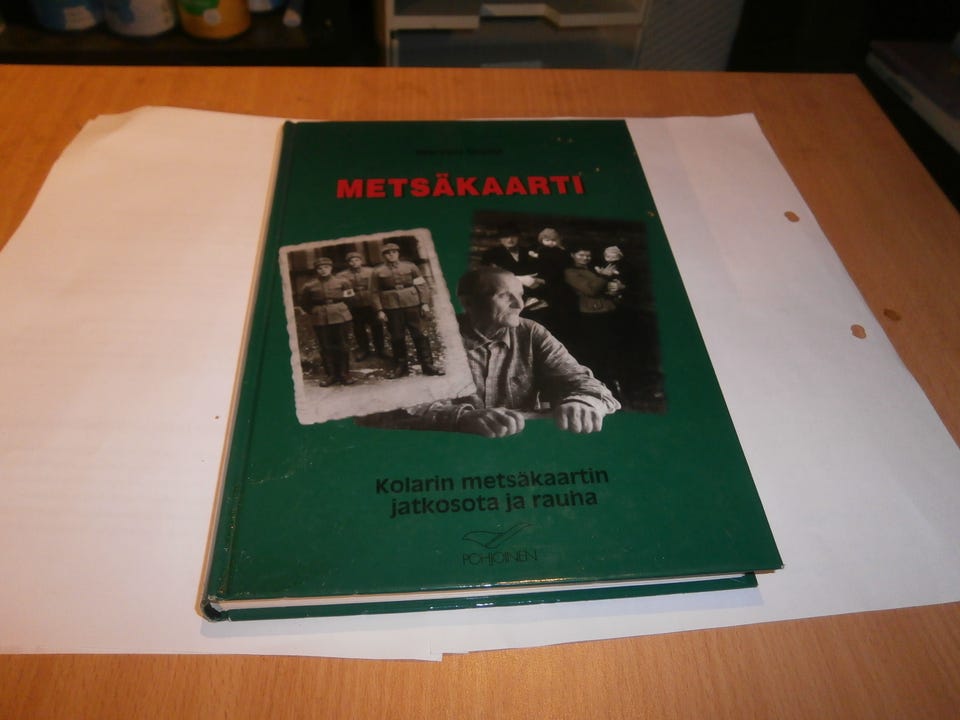 METSÄKAARTI
Kolarin metsäkaartin
jatkosota ja rauha
POHJOINEN